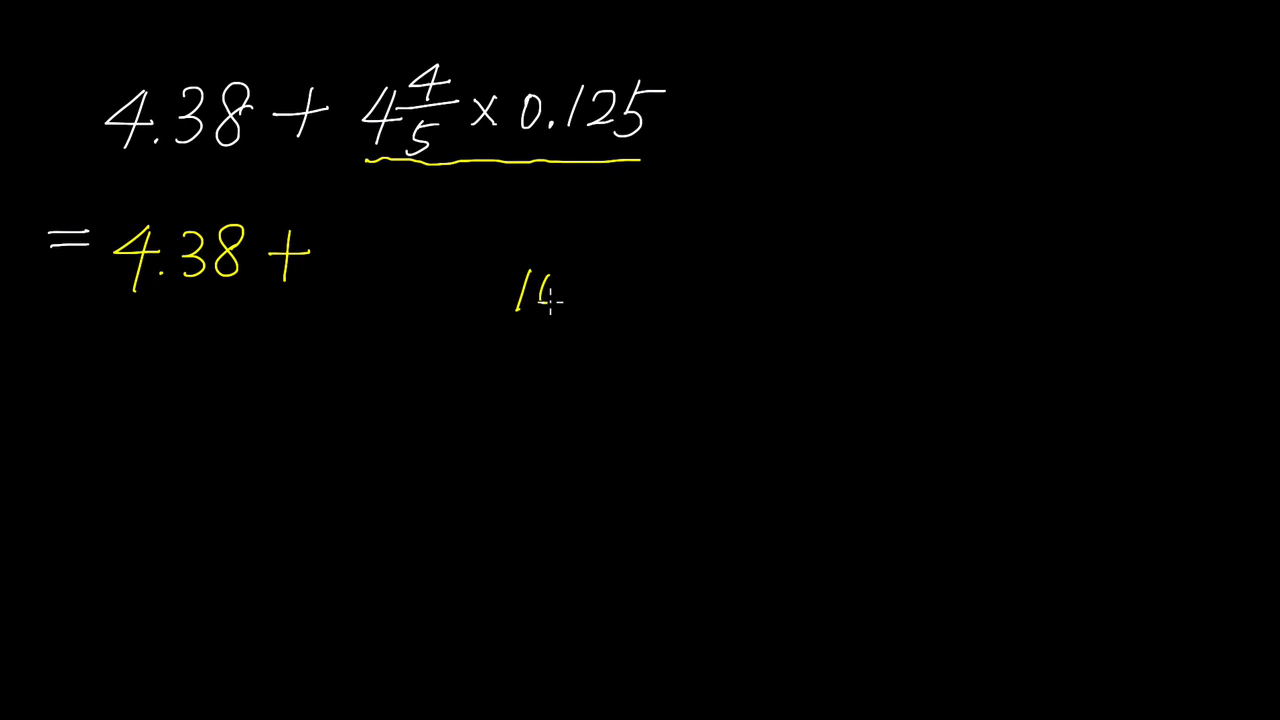 4.38 + 4 4/5 × 0.125
= 4.38 +